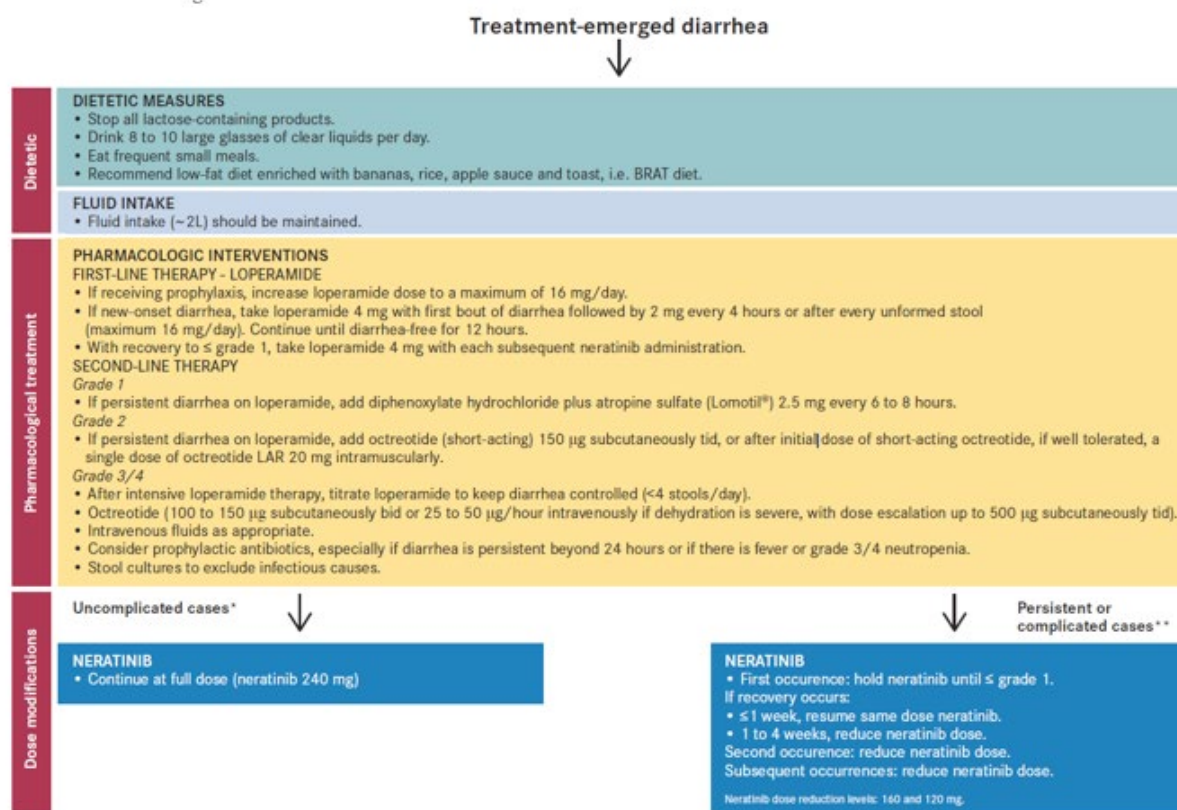 Treatment-emerged diarrhea
Dietetic
DIETETIC MEASURES
• Stop all lactose-containing products.
• Drink 8 to 10 large glasses of clear liquids per day.
• Eat frequent small meals.
• Recommend low-fat diet enriched with bananas, rice, apple sauce and toast, i.e. BRAT diet.
FLUID INTAKE
• Fluid intake (~2L) should be maintained.
Pharmacological treatment
PHARMACOLOGIC INTERVENTIONS
FIRST-LINE THERAPY - LOPERAMIDE
• If receiving prophylaxis, increase loperamide dose to a maximum of 16 mg/day.
• If new-onset diarrhea, take loperamide 4 mg with first bout of diarrhea followed by 2 mg every 4 hours or after every unformed stool
(maximum 16 mg/day). Continue until diarrhea-free for 12 hours.
• With recovery to ≤ grade 1, take loperamide 4 mg with each subsequent neratinib administration.
SECOND-LINE THERAPY
Grade 1
• If persistent diarrhea on loperamide, add diphenoxylate hydrochloride plus atropine sulfate (Lomotil®) 2.5 mg every 6 to 8 hours.
Grade 2
• If persistent diarrhea on loperamide, add octreotide (short-acting) 150 µg subcutaneously tid, or after initial dose of short-acting octreotide, if well tolerated, a
single dose of octreotide LAR 20 mg intramuscularly.
Grade 3/4
• After intensive loperamide therapy, titrate loperamide to keep diarrhea controlled (<4 stools/day).
• Octreotide (100 to 150 µg subcutaneously bid or 25 to 50 µg/hour intravenously if dehydration is severe, with dose escalation up to 500 µg subcutaneously tid).
• Intravenous fluids as appropriate.
• Consider prophylactic antibiotics, especially if diarrhea is persistent beyond 24 hours or if there is fever or grade 3/4 neutropenia.
• Stool cultures to exclude infectious causes.
Dose modifications
Uncomplicated cases*
NERATINIB
• Continue at full dose (neratinib 240 mg)
Persistent or
complicated cases**
NERATINIB
• First occurence: hold neratinib until ≤ grade 1.
If recovery occurs:
• ≤1 week, resume same dose neratinib.
• 1 to 4 weeks, reduce neratinib dose.
Second occurence: reduce neratinib dose.
Subsequent occurrences: reduce neratinib dose.
Neratinib dose reduction levels: 160 and 120 mg.